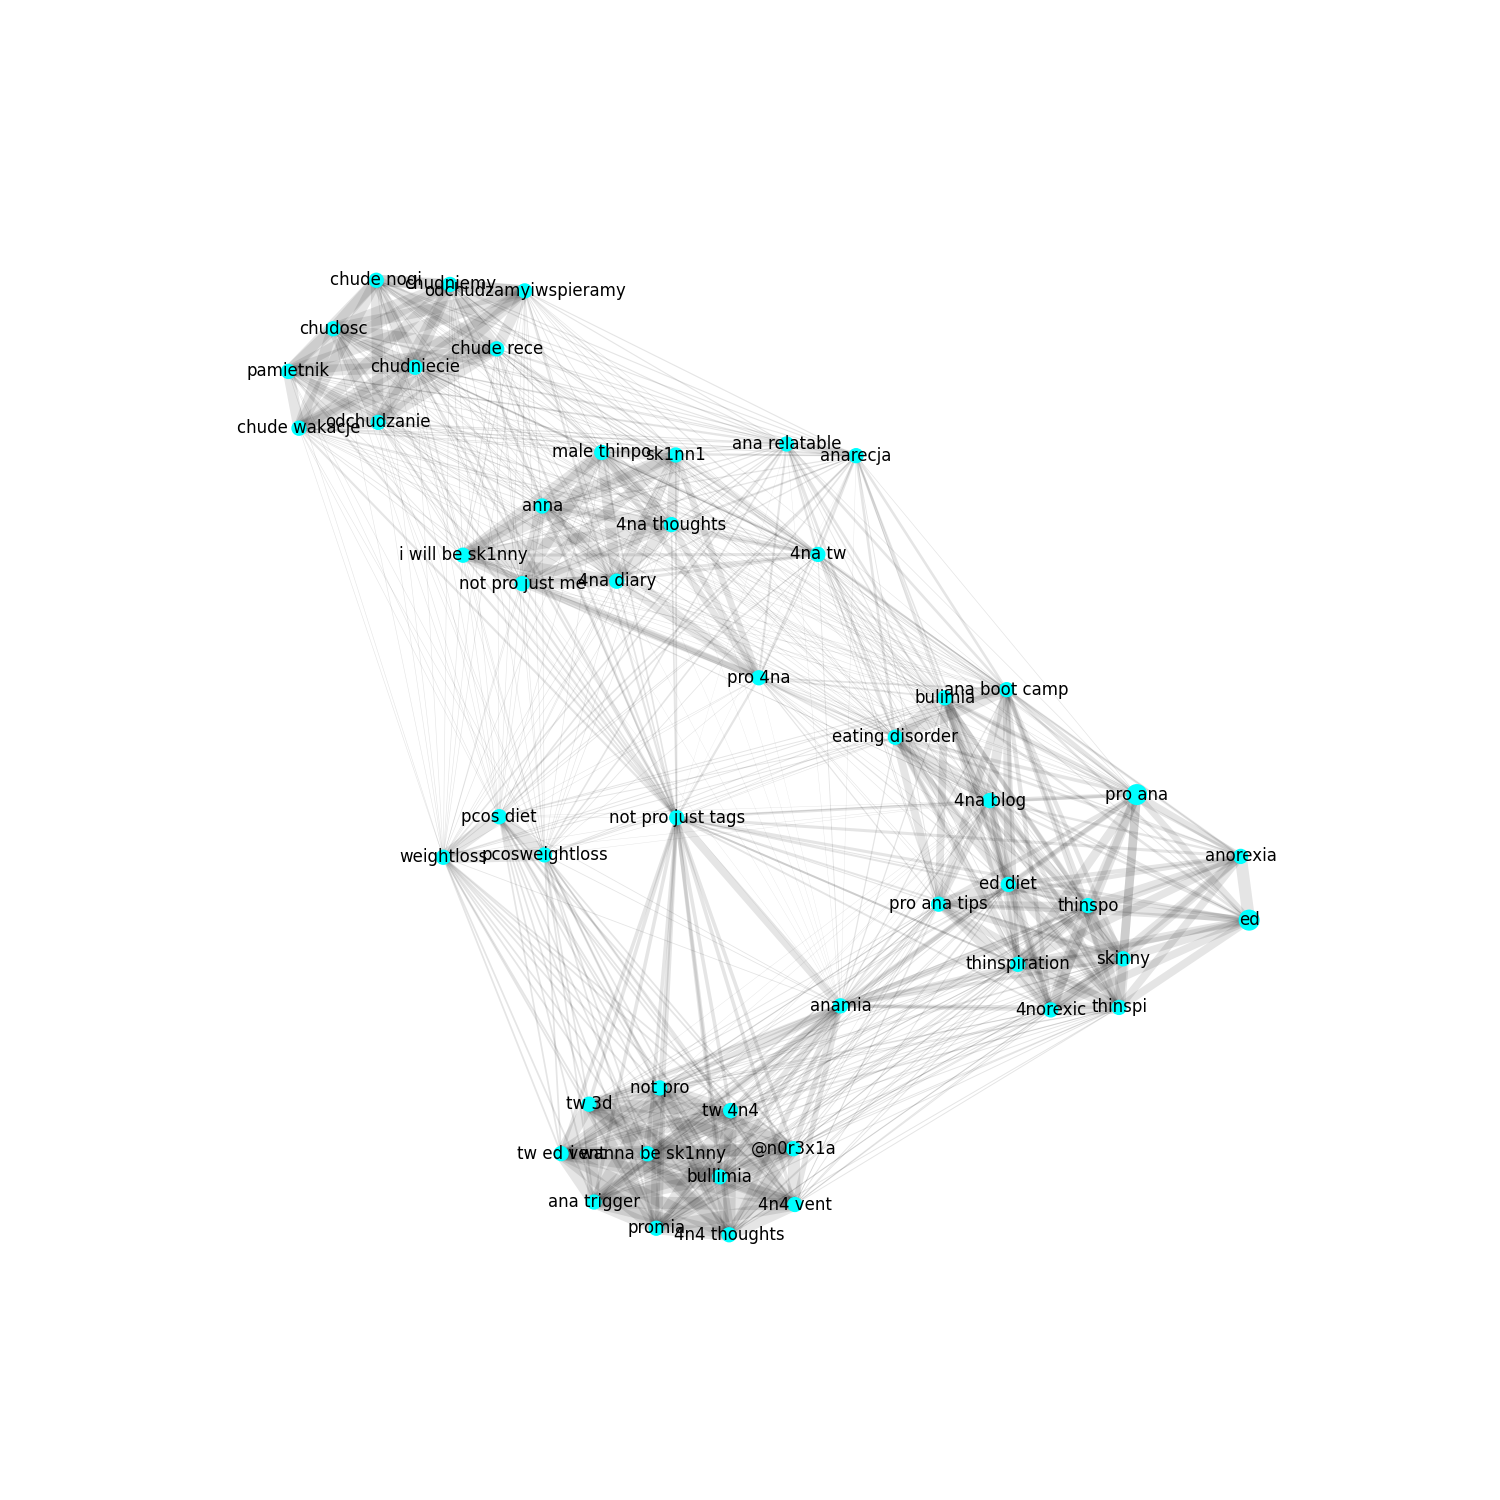 chude nogi
chudniemy
odchudzamyiwspieramy
chudosc
chude rece
pamietnik
chudniecie
chude wakacje
odchudzanie
male thinpo
sk1nn1
ana relatable
anarecja
anna
4na thoughts
i will be sk1nny
4na tw
not pro just me
4na diary
pro 4na
ana boot camp
bulimia
eating disorder
4na blog
pro ana
pcos diet
not pro just tags
weightloss
pcosweightloss
anorexia
ed diet
pro ana tips
thinspo
ed
thinspiration
skinny
anamia
4norexic
thinspi
not pro
tw 3d
tw 4n4
tw ed vent
i wanna be sk1nny
@n0r3x1a
bullimia
ana trigger
4n4 vent
promia
4n4 thoughts